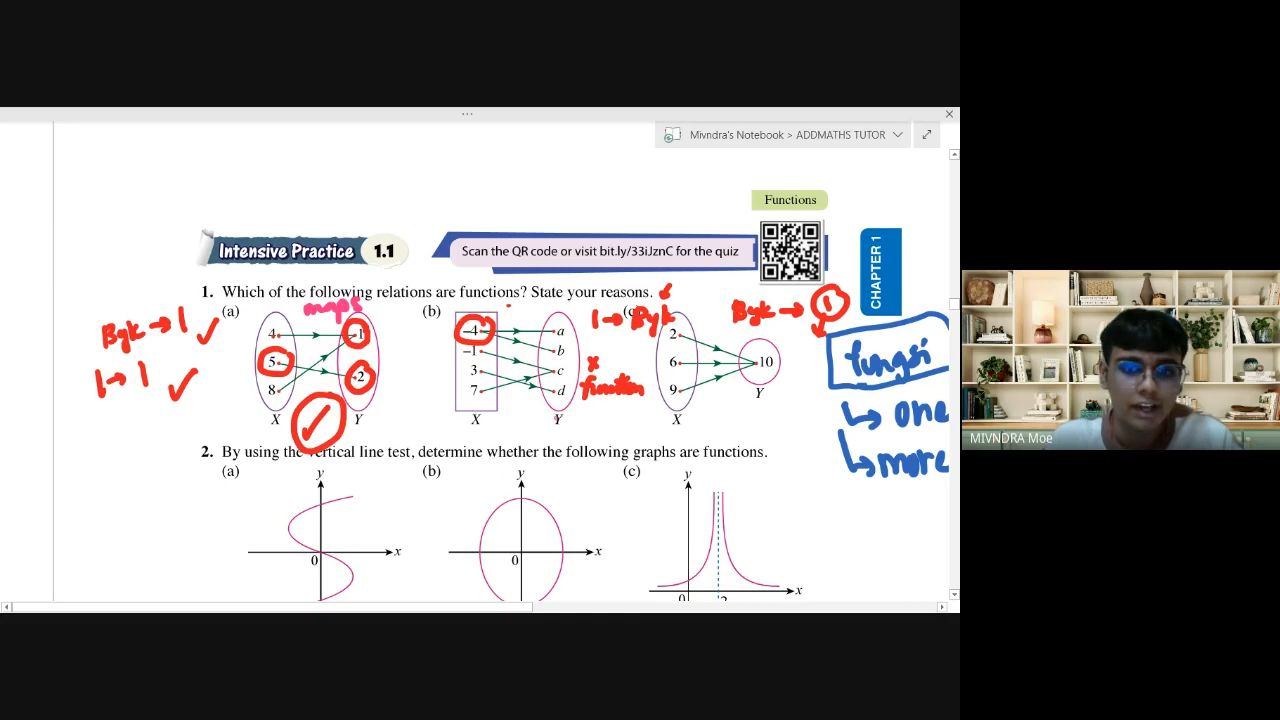 Mivndra's Notebook > ADDMATHS TUTOR
Functions
Intensive Practice 1.1
Scan the QR code or visit bit.ly/33iJznC for the quiz
CHAPTER 1
1. Which of the following relations are functions? State your reasons.
maps
(a) (b) (c)
Byk → 1 ✓
1 → 1 ✓
4 5 8 1 2 ✓
X Y
-4 -1 3 7 a b c d
X Y
1 → Byk
x
function
2 6 9 10
X Y
Byk → 1
fungsi
↳ one
↳ more
MIVNDRA Moe
2. By using the vertical line test, determine whether the following graphs are functions.
(a) (b) (c)
y y y
0 x 0 x 0 2 x